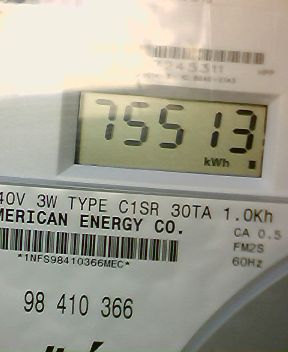 75513
kWh
40V 3W TYPE C1SR 30TA 1.0Kh
MERICAN ENERGY CO.
CA 0.5
FM2S
60Hz
*1NFS98410366MEC*
98 410 366